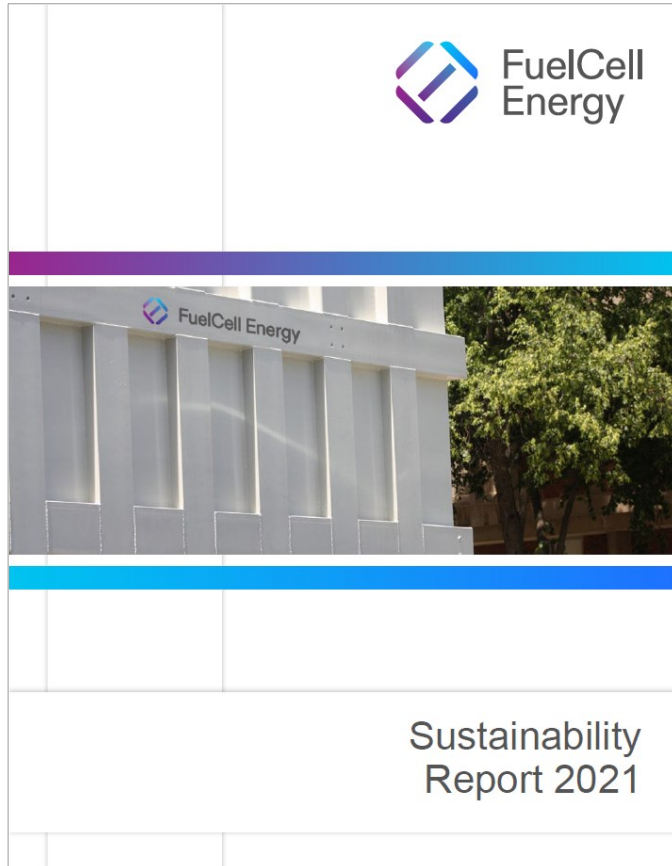 FuelCell
Energy
FuelCell Energy
Sustainability
Report 2021